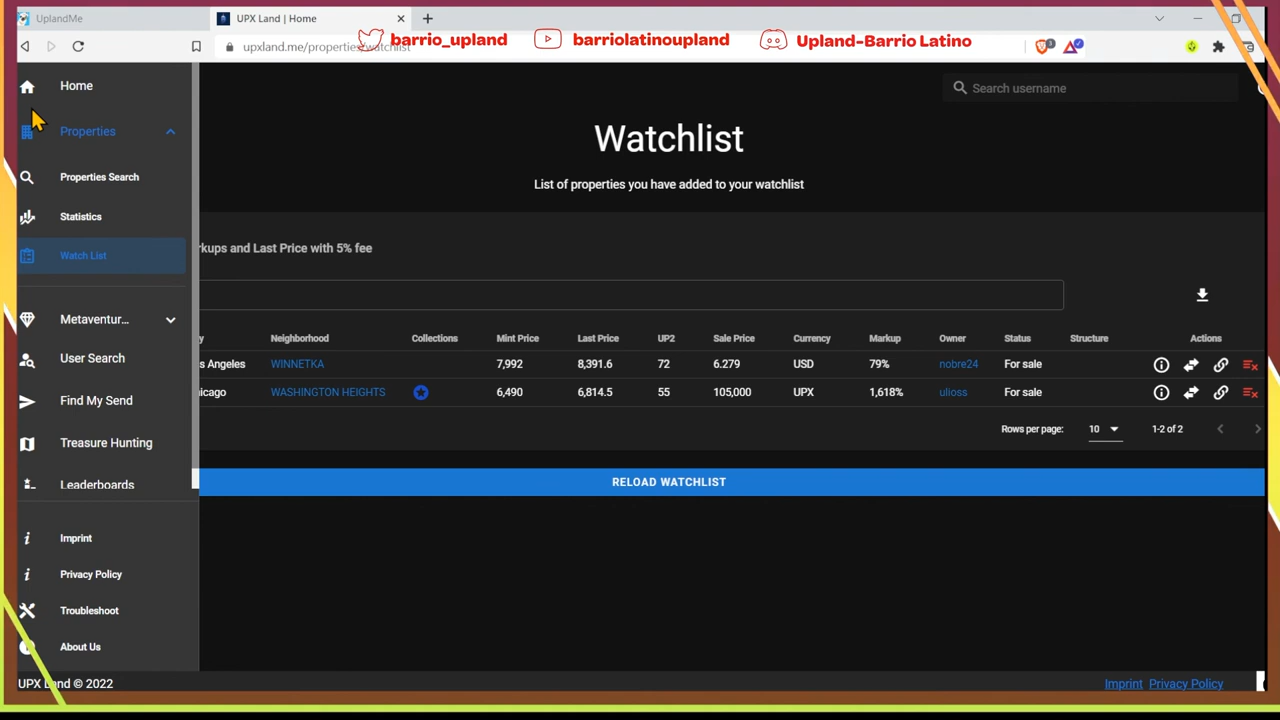 UplandMe
UPX Land | Home
upxland.me/properties/watchlist
barrio_upland
barriolatinoupland
Upland-Barrio Latino
Home
Search username
Properties
Watchlist
Properties Search
List of properties you have added to your watchlist
Statistics
rkups and Last Price with 5% fee
Watch List
Metaventur...
User Search
Find My Send
Treasure Hunting
Leaderboards
y Neighborhood Collections Mint Price Last Price UP2 Sale Price Currency Markup Owner Status Structure Actions
s Angeles WINNETKA 7,992 8,391.6 72 6.279 USD 79% nobre24 For sale
icago WASHINGTON HEIGHTS 6,490 6,814.5 55 105,000 UPX 1,618% ulioss For sale
Rows per page: 10 1-2 of 2
RELOAD WATCHLIST
Imprint
Privacy Policy
Troubleshoot
About Us
UPX Land © 2022
Imprint Privacy Policy